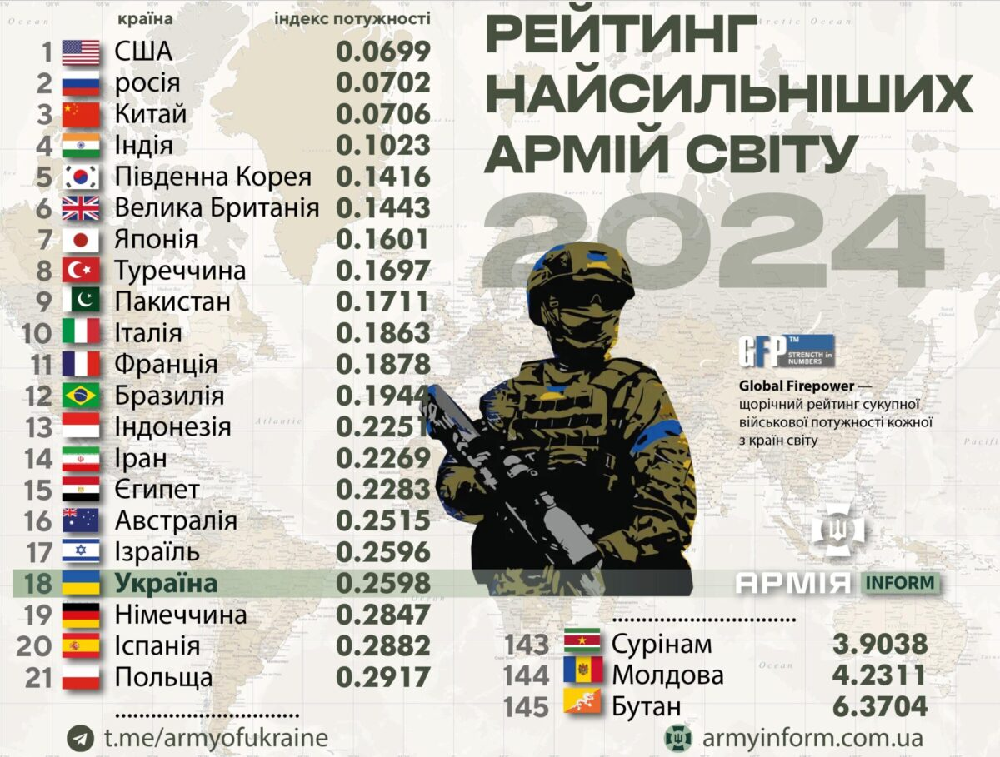 країна індекс потужності
1 США 0.0699
2 росія 0.0702
3 Китай 0.0706
4 Індія 0.1023
5 Південна Корея 0.1416
6 Велика Британія 0.1443
7 Японія 0.1601
8 Туреччина 0.1697
9 Пакистан 0.1711
10 Італія 0.1863
11 Франція 0.1878
12 Бразилія 0.1944
13 Індонезія 0.2251
14 Іран 0.2269
15 Єгипет 0.2283
16 Австралія 0.2515
17 Ізраїль 0.2596
18 Україна 0.2598
19 Німеччина 0.2847
20 Іспанія 0.2882
21 Польща 0.2917
t.me/armyofukraine
РЕЙТИНГ
НАЙСИЛЬНІШИХ
АРМІЙ СВІТУ
2024
GFP™
STRENGTH in
NUMBERS
Global Firepower —
щорічний рейтинг сукупної
військової потужності кожної
з країн світу
АРМІЯ INFORM
143 Сурінам 3.9038
144 Молдова 4.2311
145 Бутан 6.3704
armyinform.com.ua
Arctic Ocean
Atlantic
Ocean
Pacific